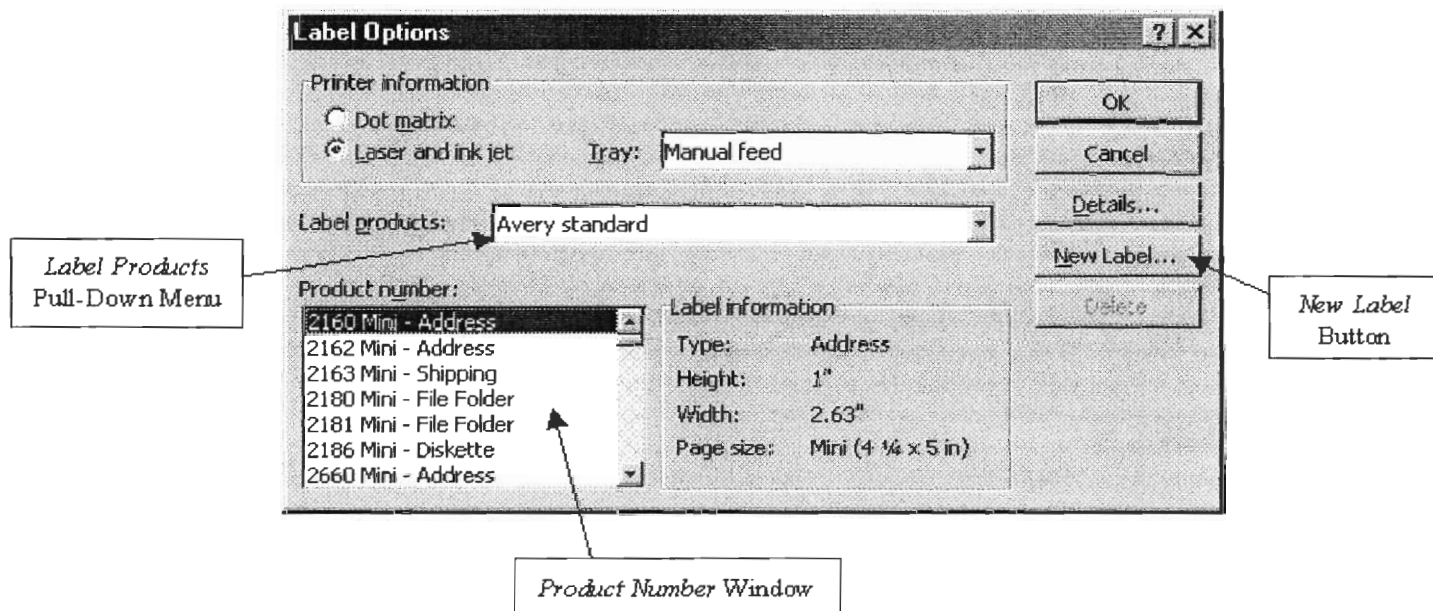 Label Options
Printer information
Dot matrix
Laser and ink jet
Tray:
Manual feed
OK
Cancel
Details...
New Label...
Delete
Label products:
Avery standard
Label Products
Pull-Down Menu
New Label
Button
Product number:
2160 Mini - Address
2162 Mini - Address
2163 Mini - Shipping
2180 Mini - File Folder
2181 Mini - File Folder
2186 Mini - Diskette
2660 Mini - Address
Label information
Type: Address
Height: 1"
Width: 2.63"
Page size: Mini (4 ¼ x 5 in)
Product Number Window